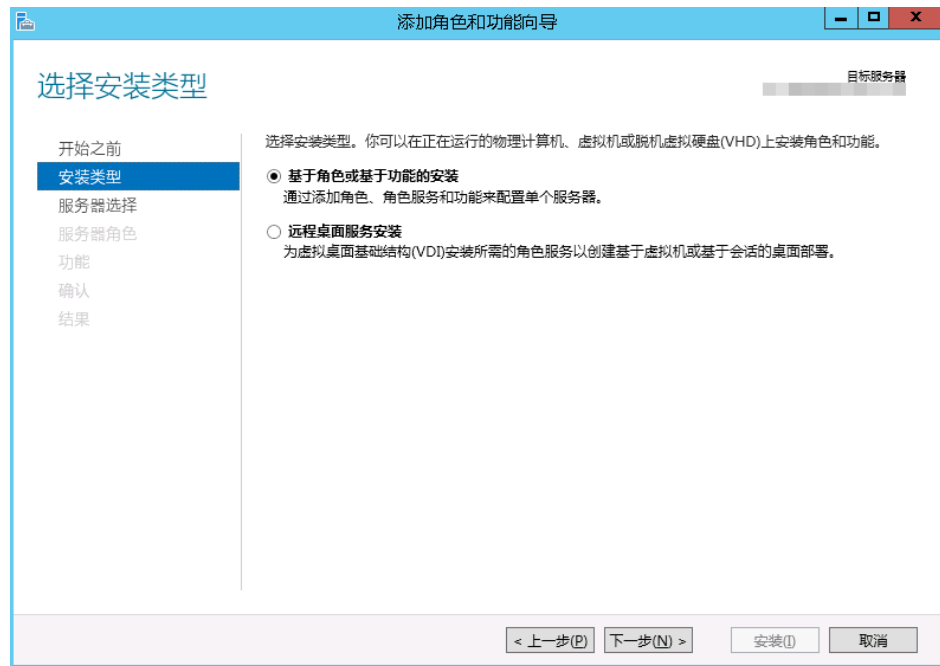 添加角色和功能向导
选择安装类型
目标服务器
开始之前
安装类型
服务器选择
服务器角色
功能
确认
结果
选择安装类型。你可以在正在运行的物理计算机、虚拟机或脱机虚拟硬盘(VHD)上安装角色和功能。
基于角色或基于功能的安装
通过添加角色、角色服务和功能来配置单个服务器。
远程桌面服务安装
为虚拟桌面基础结构(VDI)安装所需的角色服务以创建基于虚拟机或基于会话的桌面部署。
< 上一步(P)
下一步(N) >
安装(I)
取消